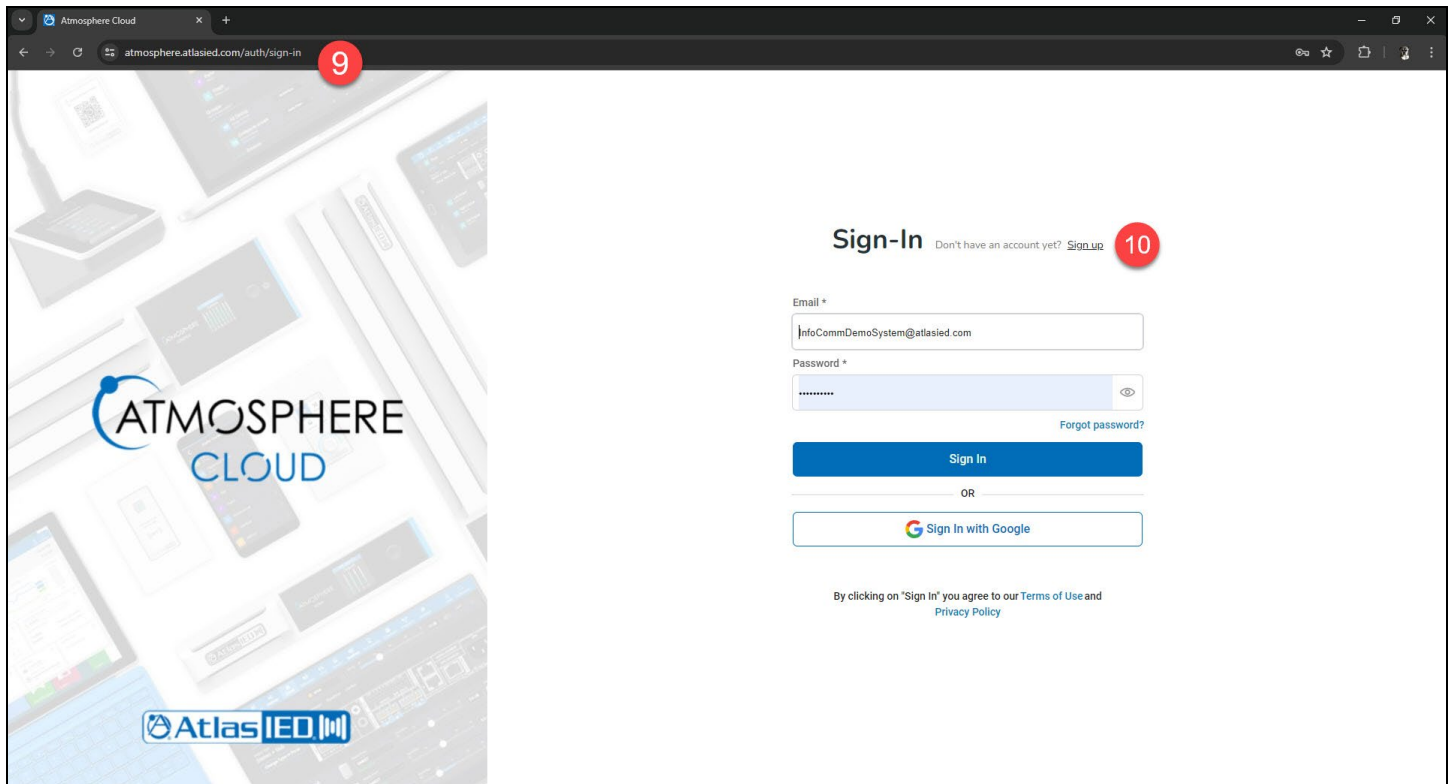 Atmosphere Cloud
atmosphere.atlasied.com/auth/sign-in
9
Sign-In Don't have an account yet? Sign up 10
Email *
InfoCommDemoSystem@atlasied.com
Password *
••••••••••
Forgot password?
Sign In
OR
Sign In with Google
By clicking on "Sign In" you agree to our Terms of Use and
Privacy Policy
ATMOSPHERE
CLOUD
Atlas IED